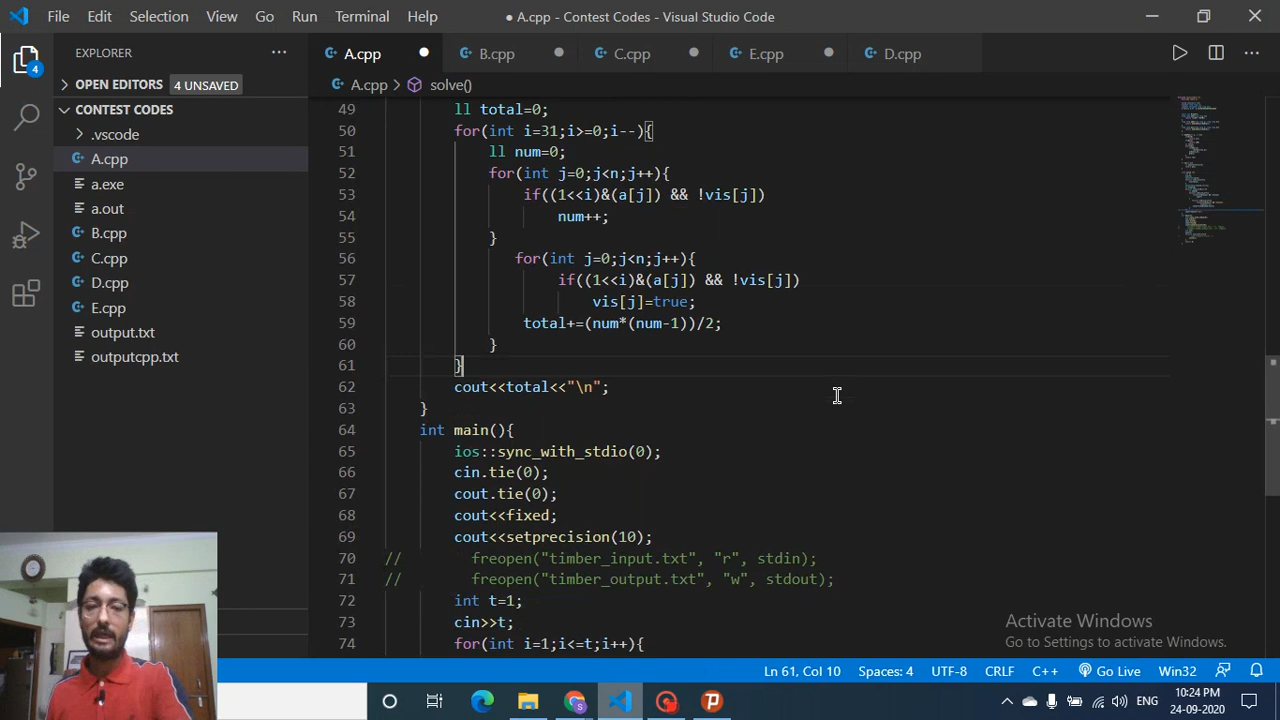 File Edit Selection View Go Run Terminal Help
● A.cpp - Contest Codes - Visual Studio Code
EXPLORER
A.cpp
B.cpp
C.cpp
E.cpp
D.cpp
OPEN EDITORS 4 UNSAVED
A.cpp > solve()
CONTEST CODES
.vscode
A.cpp
a.exe
a.out
B.cpp
C.cpp
D.cpp
E.cpp
output.txt
outputcpp.txt
4
49 ll total=0;
50 for(int i=31;i>=0;i--){
51 ll num=0;
52 for(int j=0;j<n;j++){
53 if((1<<i)&(a[j]) && !vis[j])
54 num++;
55 }
56 for(int j=0;j<n;j++){
57 if((1<<i)&(a[j]) && !vis[j])
58 vis[j]=true;
59 total+=(num*(num-1))/2;
60 }
61 }
62 cout<<total<<"\n";
63 }
64 int main(){
65 ios::sync_with_stdio(0);
66 cin.tie(0);
67 cout.tie(0);
68 cout<<fixed;
69 cout<<setprecision(10);
70 // freopen("timber_input.txt", "r", stdin);
71 // freopen("timber_output.txt", "w", stdout);
72 int t=1;
73 cin>>t;
74 for(int i=1;i<=t;i++){
Activate Windows
Go to Settings to activate Windows.
Ln 61, Col 10 Spaces: 4 UTF-8 CRLF C++ Go Live Win32
ENG
10:24 PM
24-09-2020